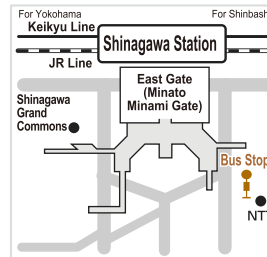 For Yokohama
For Shinbash
Keikyu Line
Shinagawa Station
JR Line
East Gate
(Minato
Minami Gate)
Shinagawa
Grand
Commons
Bus Stop
NT